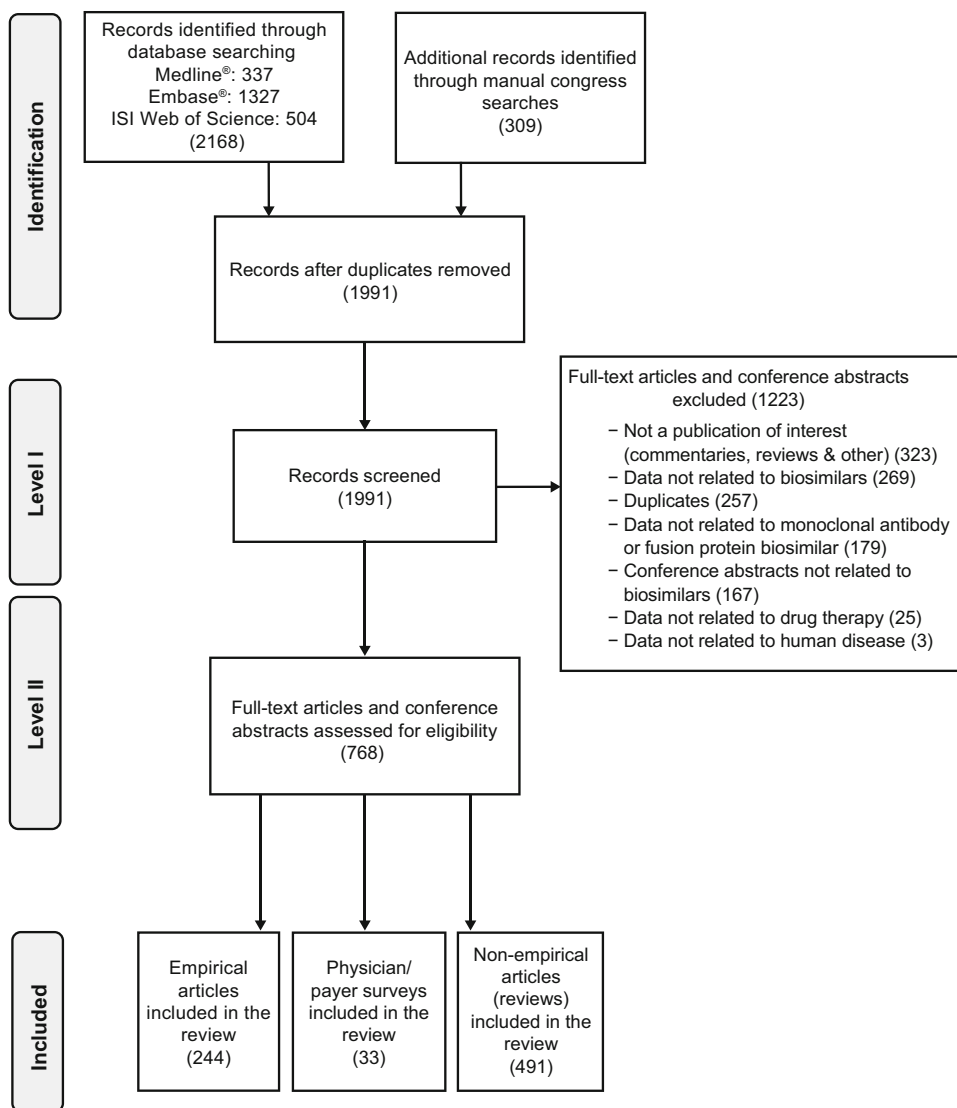 Identification
Records identified through
database searching
Medline®: 337
Embase®: 1327
ISI Web of Science: 504
(2168)
Additional records identified
through manual congress
searches
(309)
Records after duplicates removed
(1991)
Level I
Records screened
(1991)
Full-text articles and conference abstracts
excluded (1223)
− Not a publication of interest
(commentaries, reviews & other) (323)
− Data not related to biosimilars (269)
− Duplicates (257)
− Data not related to monoclonal antibody
or fusion protein biosimilar (179)
− Conference abstracts not related to
biosimilars (167)
− Data not related to drug therapy (25)
− Data not related to human disease (3)
Level II
Full-text articles and conference
abstracts assessed for eligibility
(768)
Included
Empirical
articles
included in the
review
(244)
Physician/
payer surveys
included in the
review
(33)
Non-empirical
articles
(reviews)
included in the
review
(491)